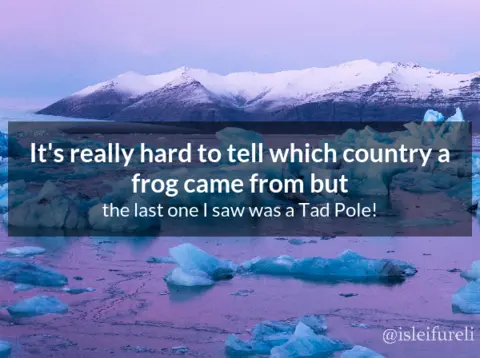 It's really hard to tell which country a
frog came from but
the last one I saw was a Tad Pole!
@isleifureli